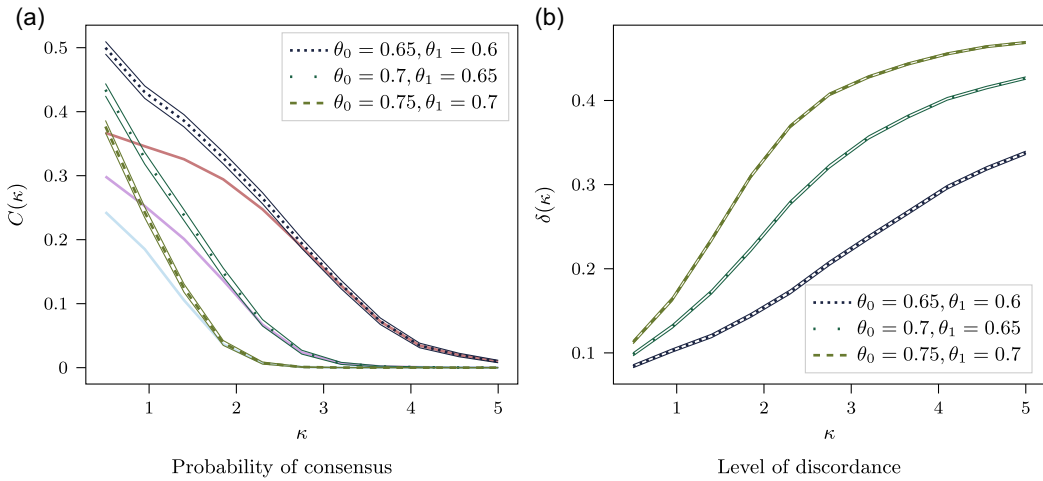 (a)
0.5
0.4
0.3
0.2
0.1
0
C(κ)
θ₀ = 0.65, θ₁ = 0.6
θ₀ = 0.7, θ₁ = 0.65
θ₀ = 0.75, θ₁ = 0.7
1 2 3 4 5
κ
Probability of consensus
(b)
0.4
0.3
0.2
0.1
δ(κ)
θ₀ = 0.65, θ₁ = 0.6
θ₀ = 0.7, θ₁ = 0.65
θ₀ = 0.75, θ₁ = 0.7
1 2 3 4 5
κ
Level of discordance